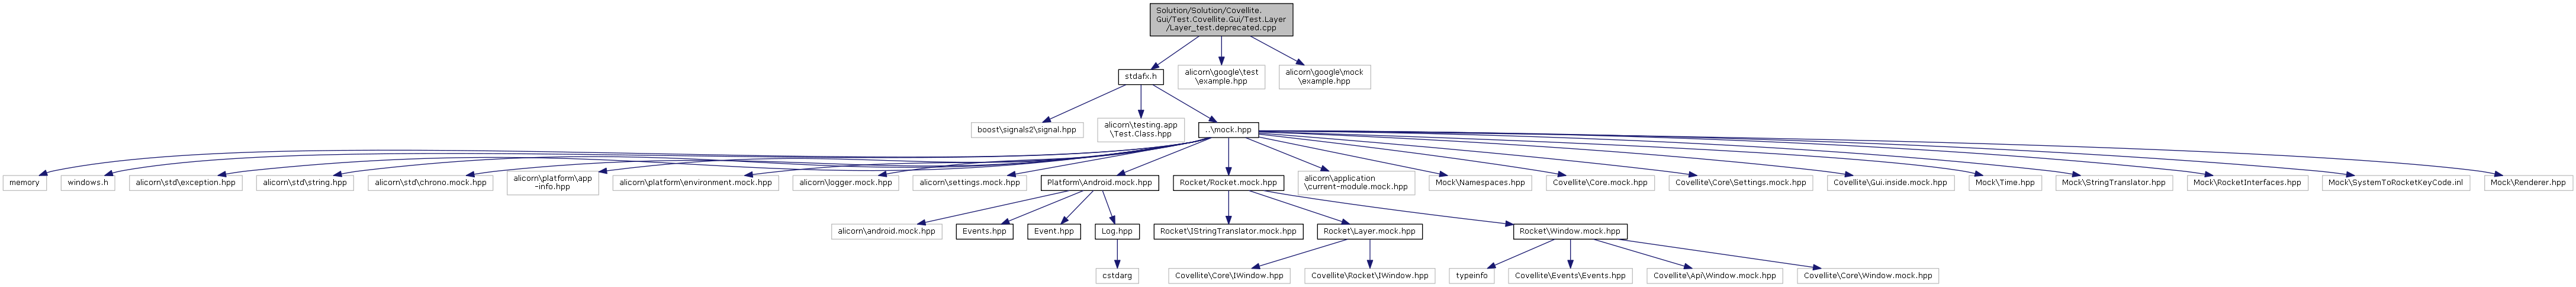 Solution/Solution/Covellite.
Gui/Test.Covellite.Gui/Test.Layer
/Layer_test.deprecated.cpp
stdafx.h
alicorn\google\test
\example.hpp
alicorn\google\mock
\example.hpp
boost\signals2\signal.hpp
alicorn\testing.app
\Test.Class.hpp
..\mock.hpp
memory
windows.h
alicorn\std\exception.hpp
alicorn\std\string.hpp
alicorn\std\chrono.mock.hpp
alicorn\platform\app
-info.hpp
alicorn\platform\environment.mock.hpp
alicorn\logger.mock.hpp
alicorn\settings.mock.hpp
Platform\Android.mock.hpp
Rocket/Rocket.mock.hpp
alicorn\application
\current-module.mock.hpp
Mock\Namespaces.hpp
Covellite\Core.mock.hpp
Covellite\Core\Settings.mock.hpp
Covellite\Gui.inside.mock.hpp
Mock\Time.hpp
Mock\StringTranslator.hpp
Mock\RocketInterfaces.hpp
Mock\SystemToRocketKeyCode.inl
Mock\Renderer.hpp
alicorn\android.mock.hpp
Events.hpp
Event.hpp
Log.hpp
Rocket\IStringTranslator.mock.hpp
Rocket\Layer.mock.hpp
Rocket\Window.mock.hpp
cstdarg
Covellite\Core\IWindow.hpp
Covellite\Rocket\IWindow.hpp
typeinfo
Covellite\Events\Events.hpp
Covellite\Api\Window.mock.hpp
Covellite\Core\Window.mock.hpp